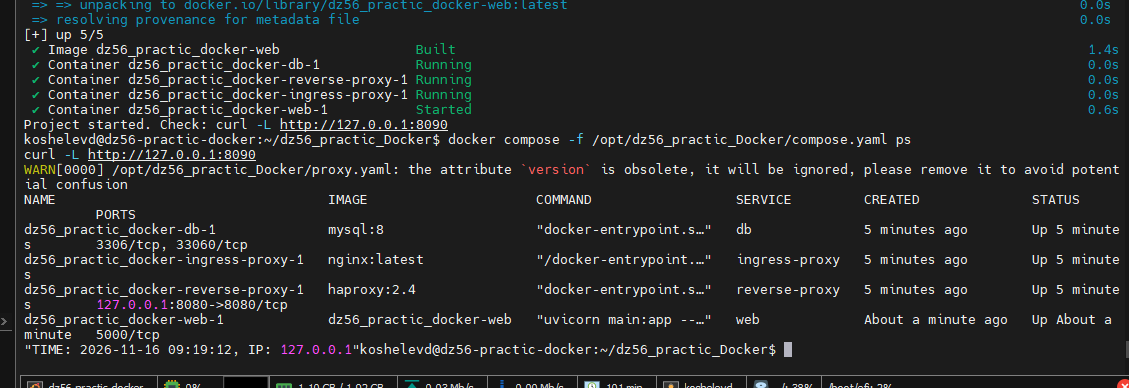 => => unpacking to docker.io/library/dz56_practic_docker-web:latest 0.0s
=> resolving provenance for metadata file 0.0s
[+] up 5/5
✔ Image dz56_practic_docker-web Built 1.4s
✔ Container dz56_practic_docker-db-1 Running 0.0s
✔ Container dz56_practic_docker-reverse-proxy-1 Running 0.0s
✔ Container dz56_practic_docker-ingress-proxy-1 Running 0.0s
✔ Container dz56_practic_docker-web-1 Started 0.6s
Project started. Check: curl -L http://127.0.0.1:8090
koshelevd@dz56-practic-docker:~/dz56_practic_Docker$ docker compose -f /opt/dz56_practic_Docker/compose.yaml ps
curl -L http://127.0.0.1:8090
WARN[0000] /opt/dz56_practic_Docker/proxy.yaml: the attribute `version` is obsolete, it will be ignored, please remove it to avoid potent
ial confusion
NAME IMAGE COMMAND SERVICE CREATED STATUS
PORTS
dz56_practic_docker-db-1 mysql:8 "docker-entrypoint.s…" db 5 minutes ago Up 5 minute
s 3306/tcp, 33060/tcp
dz56_practic_docker-ingress-proxy-1 nginx:latest "/docker-entrypoint.…" ingress-proxy 5 minutes ago Up 5 minute
s
dz56_practic_docker-reverse-proxy-1 haproxy:2.4 "docker-entrypoint.s…" reverse-proxy 5 minutes ago Up 5 minute
s 127.0.0.1:8080->8080/tcp
dz56_practic_docker-web-1 dz56_practic_docker-web "uvicorn main:app --…" web About a minute ago Up About a
minute 5000/tcp
"TIME: 2026-11-16 09:19:12, IP: 127.0.0.1"koshelevd@dz56-practic-docker:~/dz56_practic_Docker$